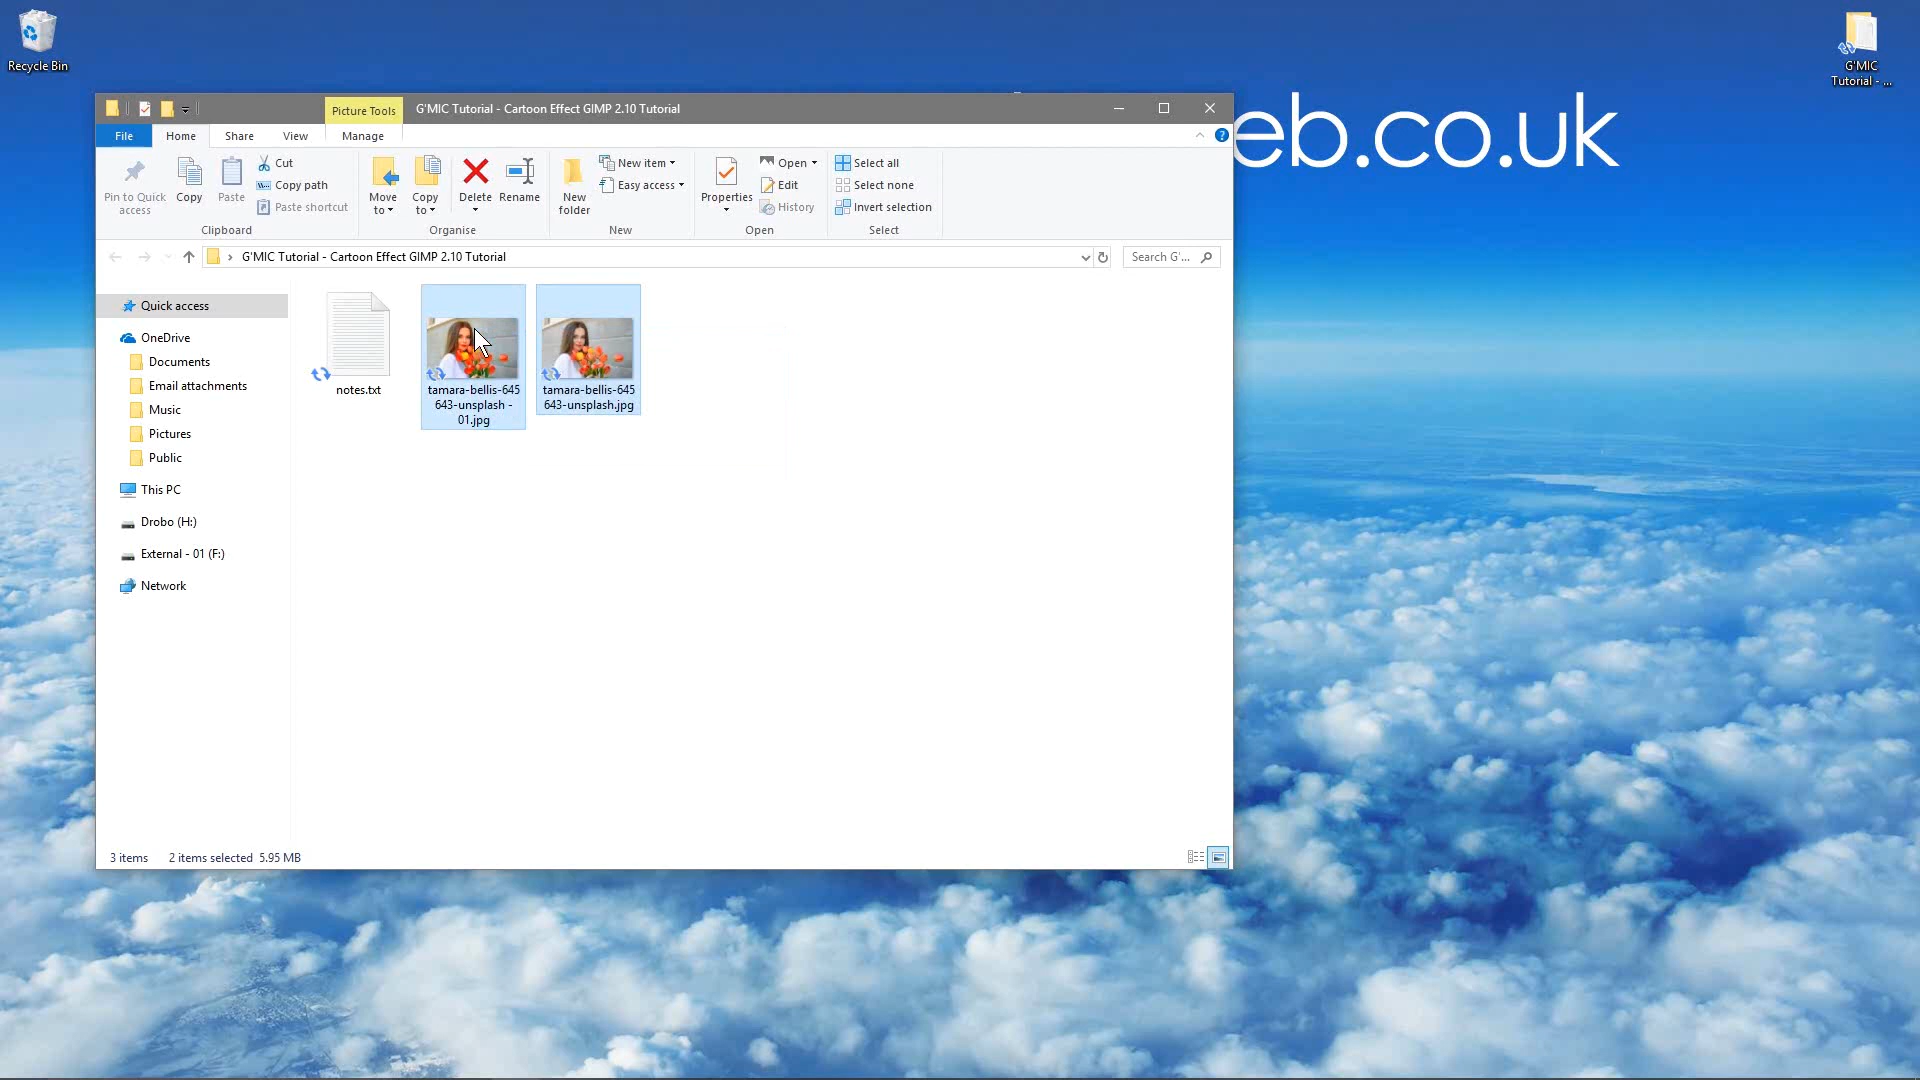 Recycle Bin
G'MIC
Tutorial - ...
eb.co.uk
Picture Tools
G'MIC Tutorial - Cartoon Effect GIMP 2.10 Tutorial
File
Home
Share
View
Manage
Pin to Quick
access
Copy
Paste
Cut
Copy path
Paste shortcut
Clipboard
Move
to
Copy
to
Delete
Rename
Organise
New
folder
New item
Easy access
New
Properties
Open
Edit
History
Open
Select all
Select none
Invert selection
Select
G'MIC Tutorial - Cartoon Effect GIMP 2.10 Tutorial
Search G'...
Quick access
OneDrive
Documents
Email attachments
Music
Pictures
Public
This PC
Drobo (H:)
External - 01 (F:)
Network
notes.txt
tamara-bellis-645
643-unsplash -
01.jpg
tamara-bellis-645
643-unsplash.jpg
3 items
2 items selected 5.95 MB